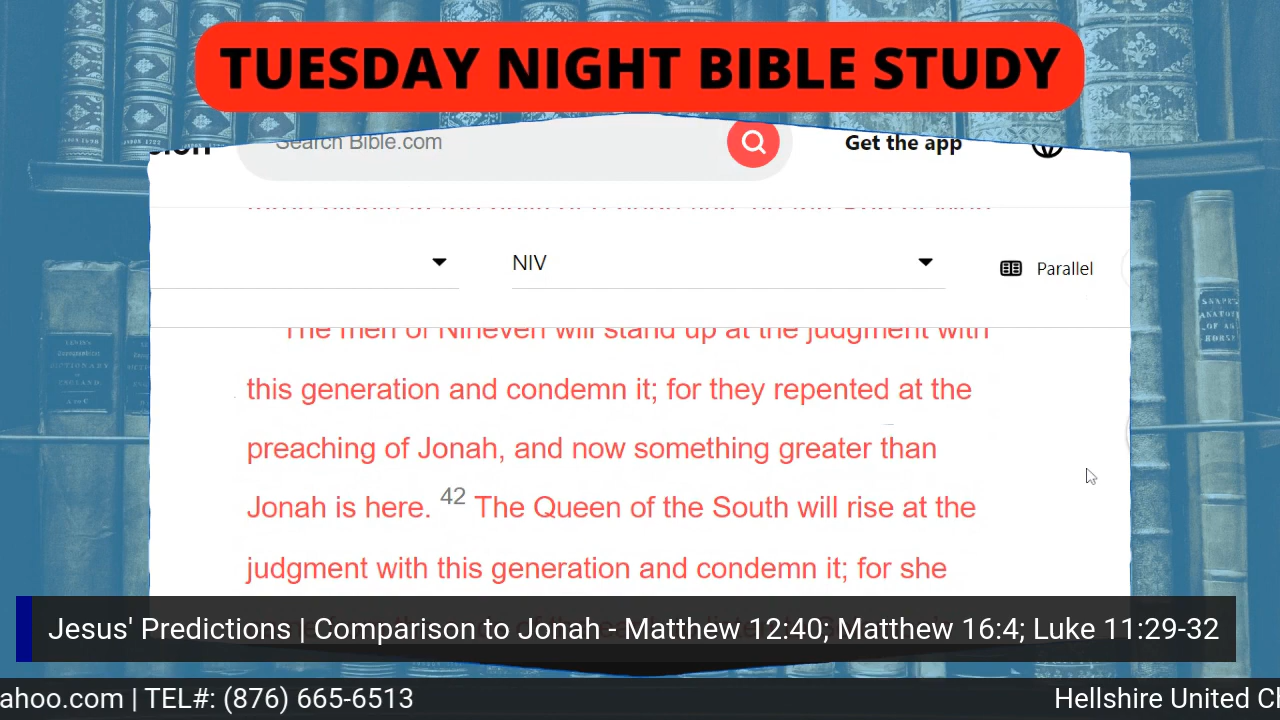 TUESDAY NIGHT BIBLE STUDY
Search Bible.com
Get the app
NIV
Parallel
The men of Nineveh will stand up at the judgment with
this generation and condemn it; for they repented at the
preaching of Jonah, and now something greater than
Jonah is here. 42 The Queen of the South will rise at the
judgment with this generation and condemn it; for she
Jesus' Predictions | Comparison to Jonah - Matthew 12:40; Matthew 16:4; Luke 11:29-32
ahoo.com | TEL#: (876) 665-6513
Hellshire United Ch